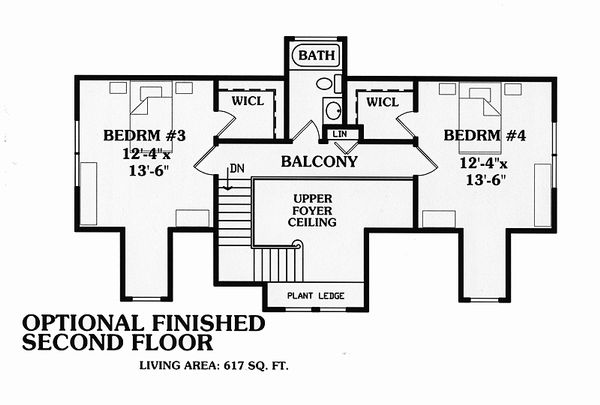 BATH
WICL
WICL
BEDRM #3
12'-4"x
13'-6"
LIN
BEDRM #4
12'-4"x
13'-6"
BALCONY
DN
UPPER
FOYER
CEILING
PLANT LEDGE
OPTIONAL FINISHED
SECOND FLOOR
LIVING AREA: 617 SQ. FT.